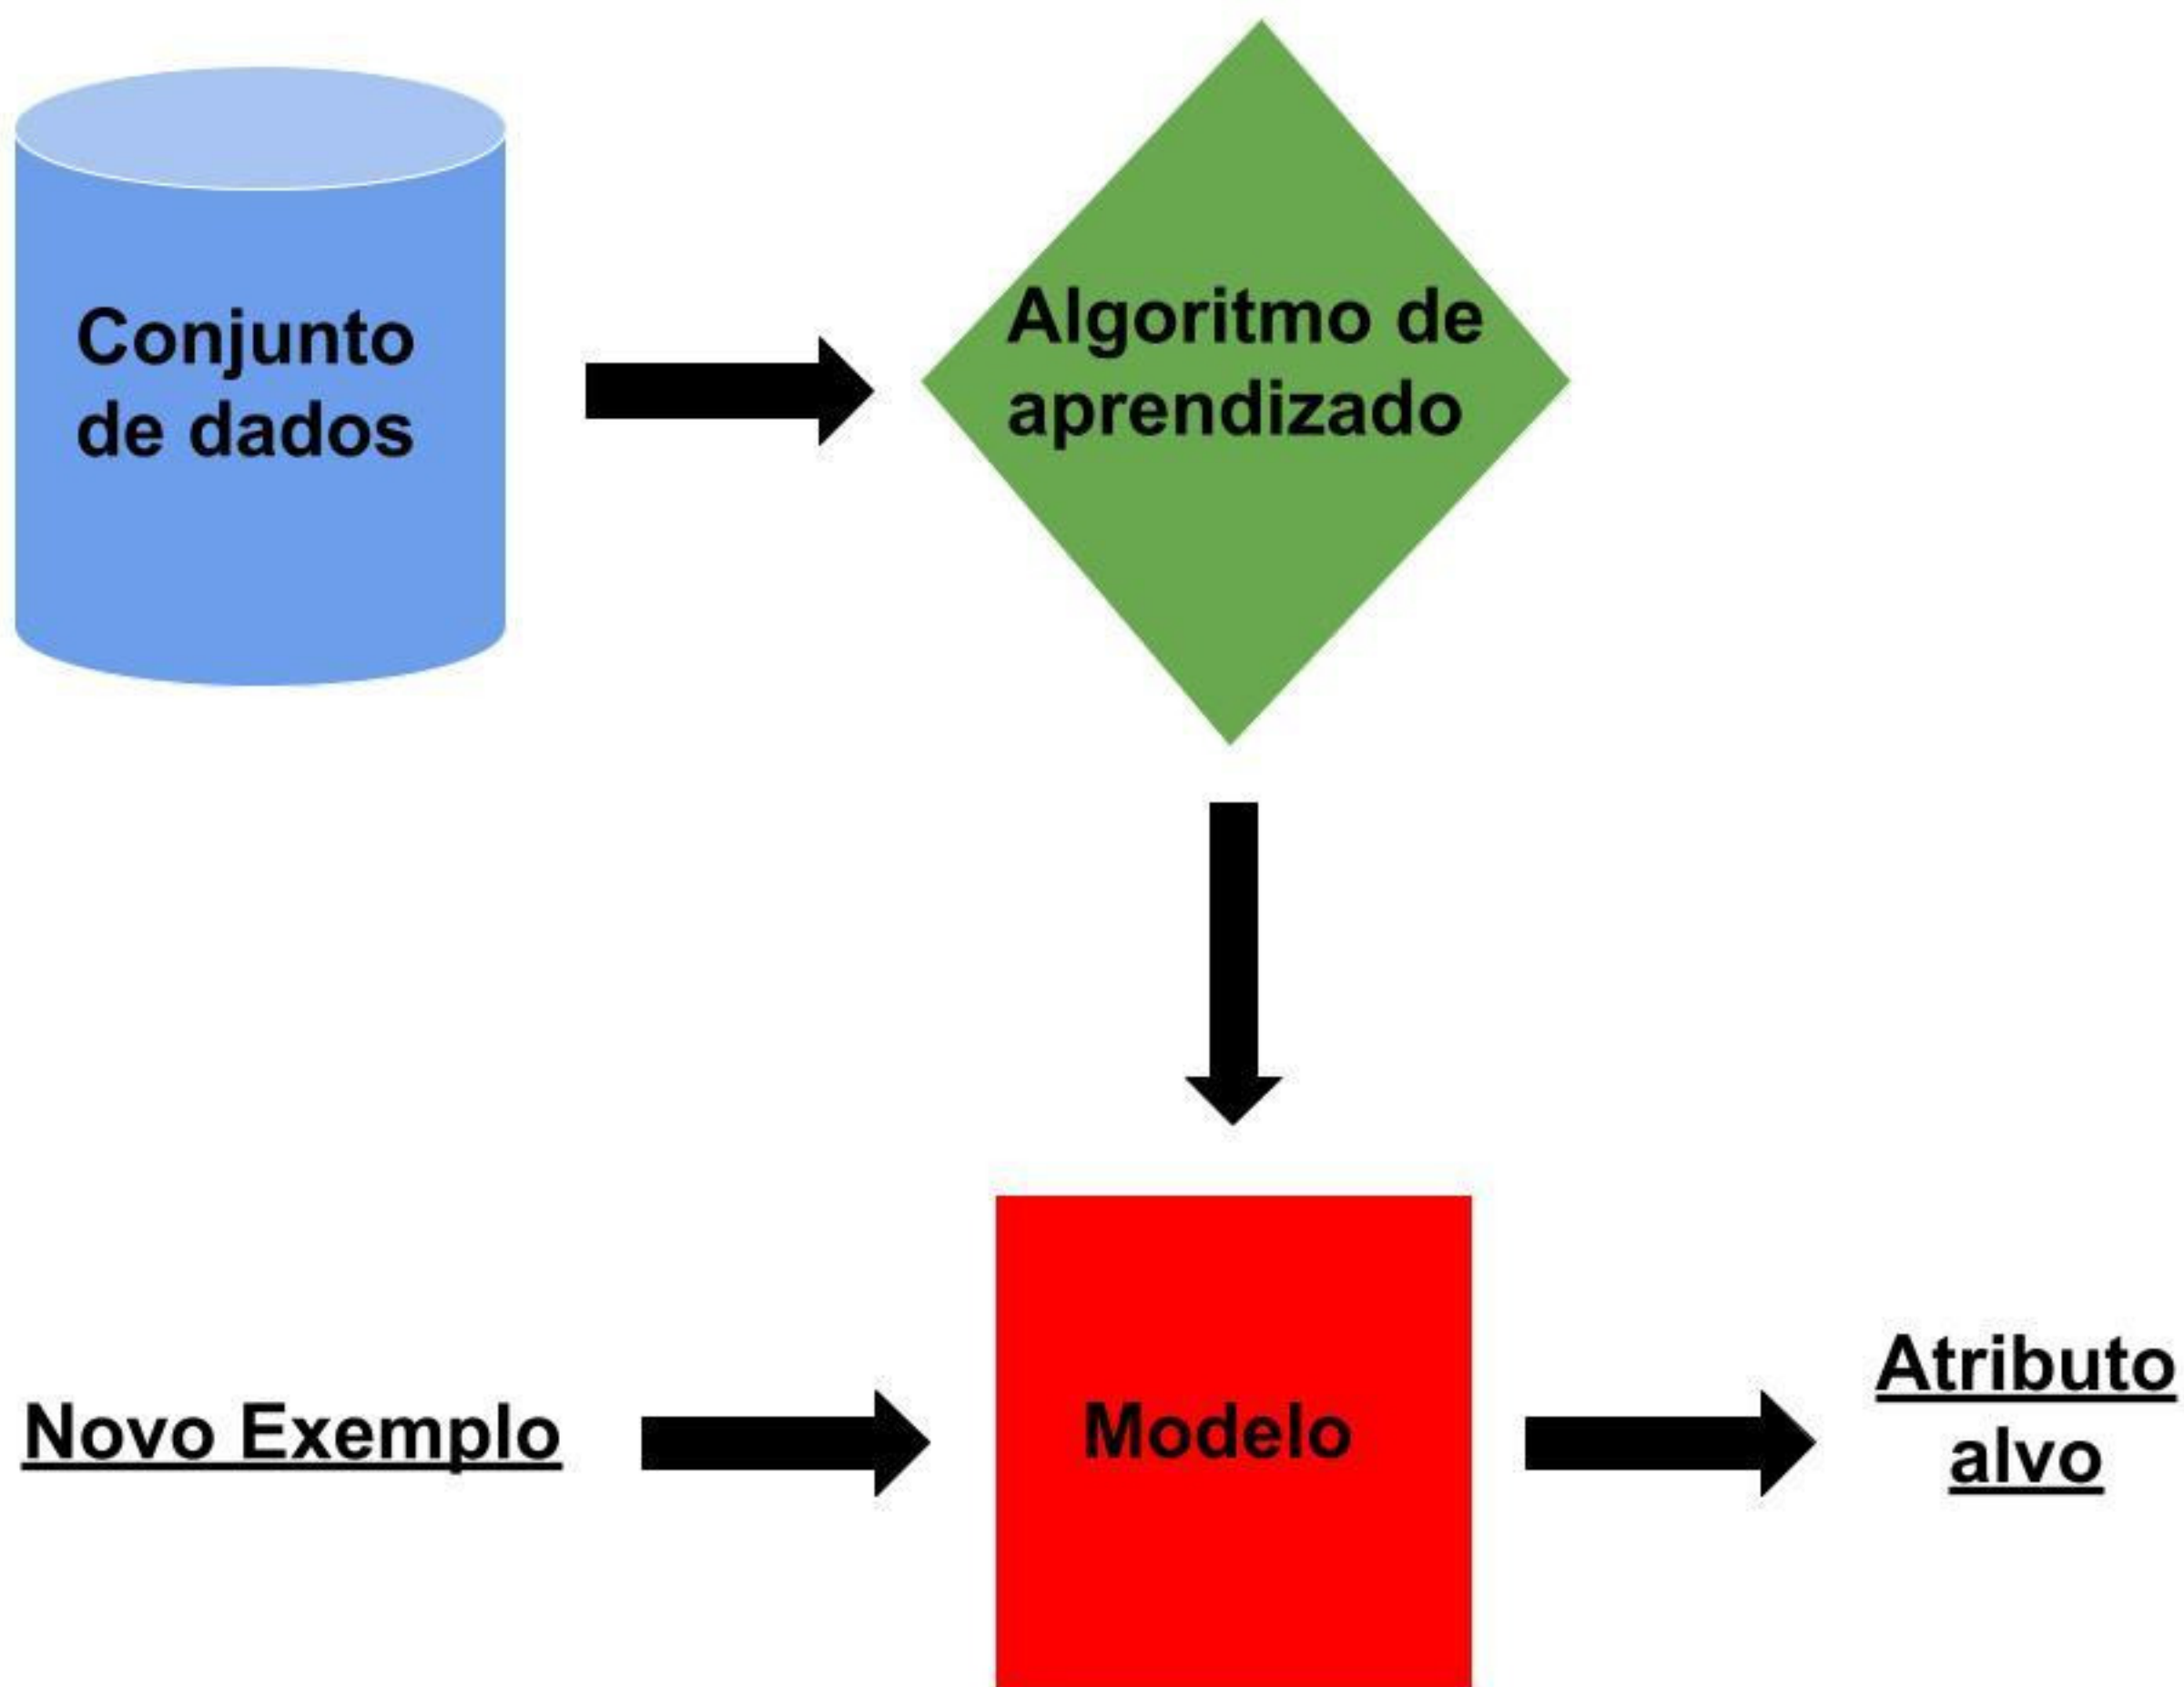 Conjunto
de dados
Algoritmo de
aprendizado
Novo Exemplo
Modelo
Atributo
alvo